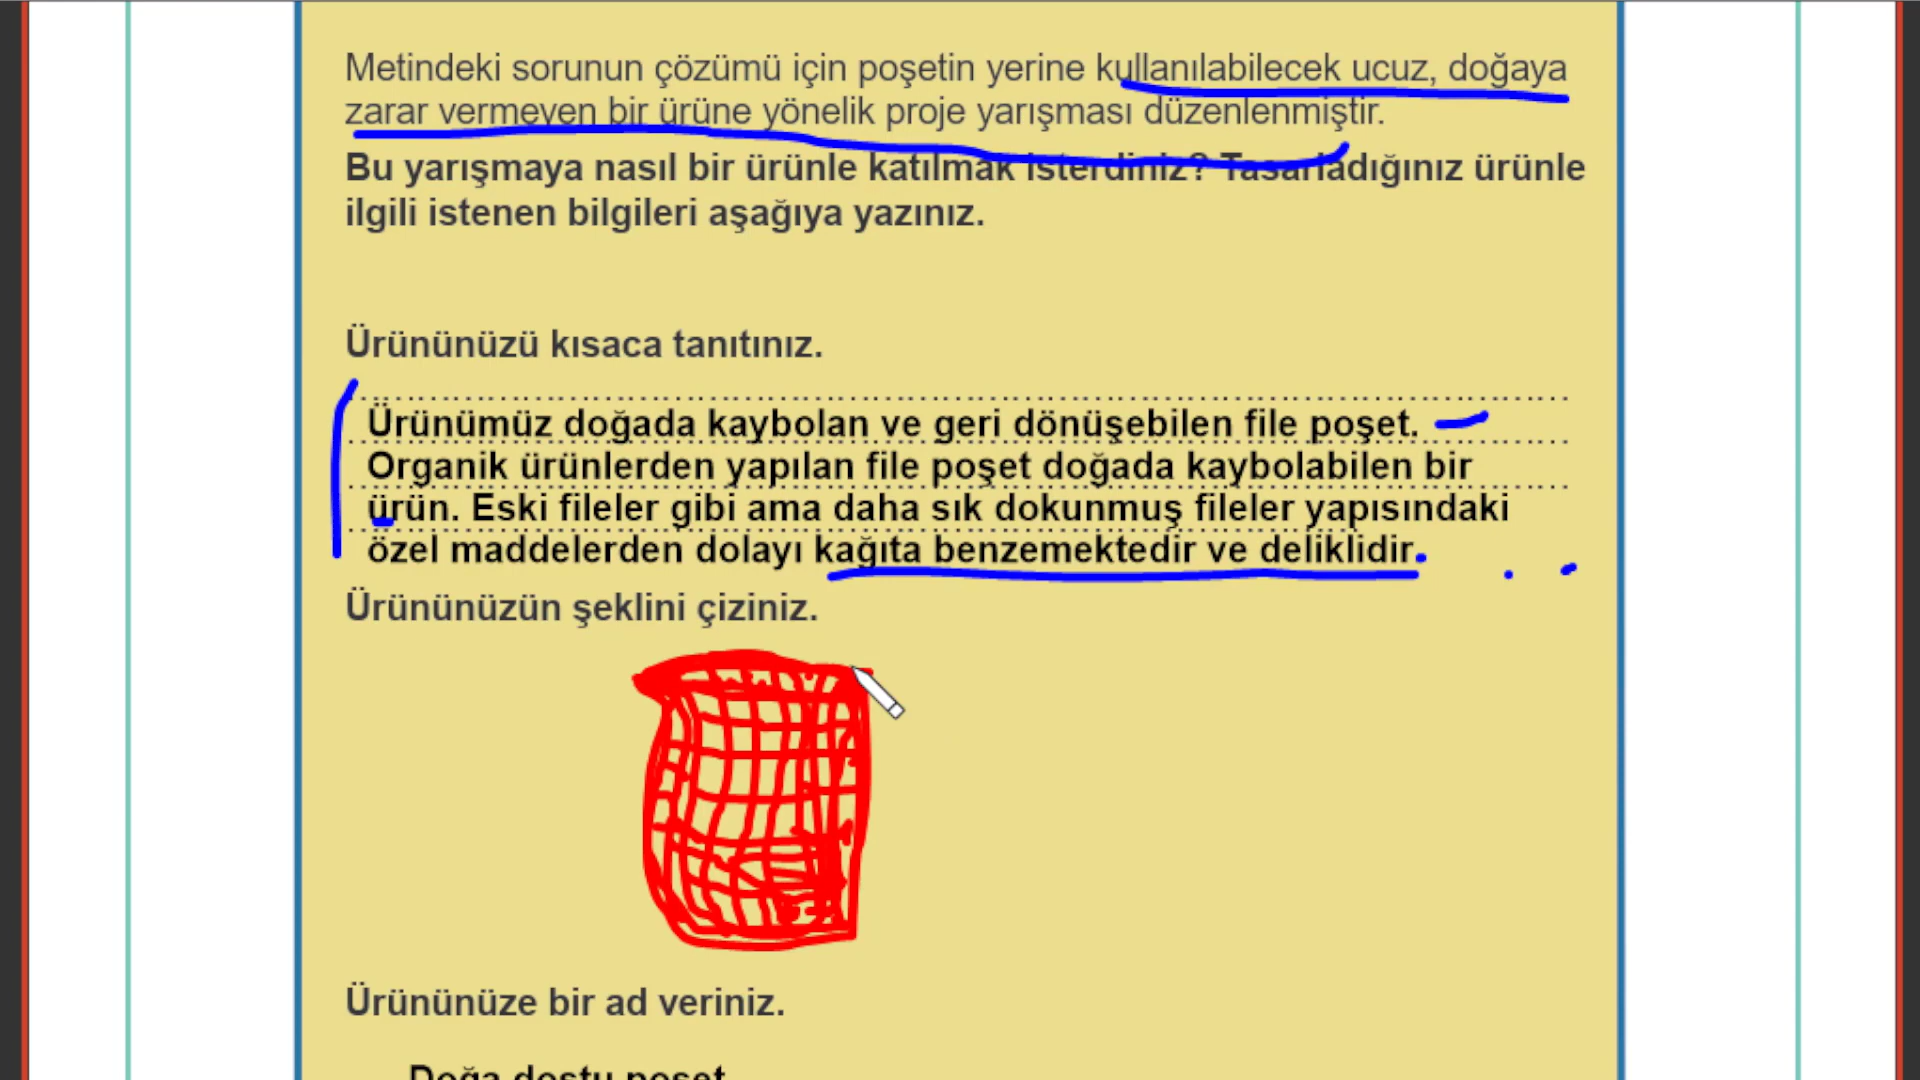 Metindeki sorunun çözümü için poşetin yerine kullanılabilecek ucuz, doğaya
zarar vermeyen bir ürüne yönelik proje yarışması düzenlenmiştir.
Bu yarışmaya nasıl bir ürünle katılmak isterdiniz? Tasarladığınız ürünle
ilgili istenen bilgileri aşağıya yazınız.
Ürününüzü kısaca tanıtınız.
Ürünümüz doğada kaybolan ve geri dönüşebilen file poşet.
Organik ürünlerden yapılan file poşet doğada kaybolabilen bir
ürün. Eski fileler gibi ama daha sık dokunmuş fileler yapısındaki
özel maddelerden dolayı kağıta benzemektedir ve deliklidir.
Ürününüzün şeklini çiziniz.
Ürününüze bir ad veriniz.
Doğa dostu poşet